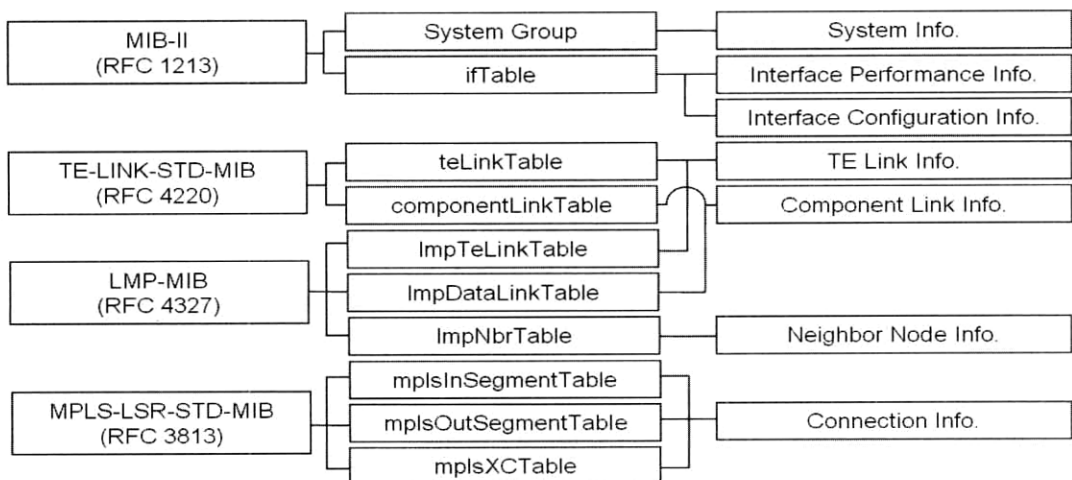 MIB-II
(RFC 1213)
System Group
System Info.
ifTable
Interface Performance Info.
Interface Configuration Info.
TE-LINK-STD-MIB
(RFC 4220)
teLinkTable
TE Link Info.
componentLinkTable
Component Link Info.
LMP-MIB
(RFC 4327)
lmpTeLinkTable
lmpDataLinkTable
lmpNbrTable
Neighbor Node Info.
MPLS-LSR-STD-MIB
(RFC 3813)
mplsInSegmentTable
mplsOutSegmentTable
mplsXCTable
Connection Info.